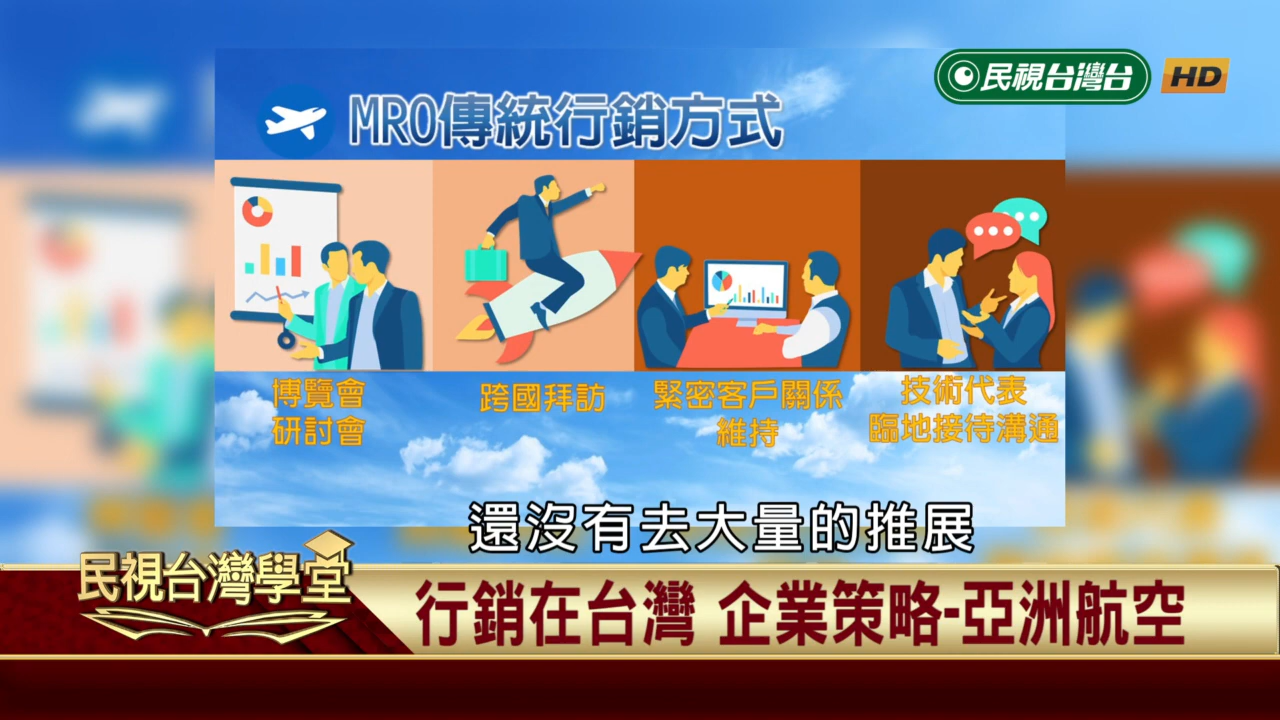 民視台灣台
HD
MRO傳統行銷方式
博覽會
研討會
跨國拜訪
緊密客戶關係
維持
技術代表
臨地接待溝通
還沒有去大量的推展
民視台灣學堂
行銷在台灣 企業策略-亞洲航空